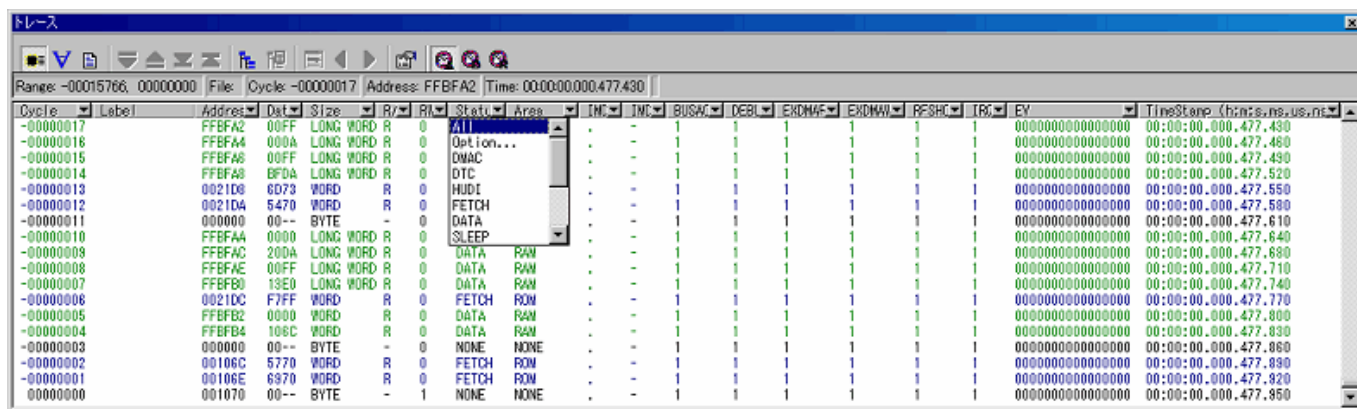 トレース
Range: -00015766, 00000000 File: Cycle: -00000017 Address: FFBFA2 Time: 00:00:00.000.477.430
Cycle Label Addres Dat Size R/ RW Statu Area INT INT BUSAC DEBL EXDMAF EXDMAW RFSHC IRC EV TimeStamp (h:m:s.ms.us.ns
-00000017 FFBFA2 00FF LONG WORD R 0 All . - 1 1 1 1 1 1 0000000000000000 00:00:00.000.477.430
-00000016 FFBFA4 000A LONG WORD R 0 Option... . - 1 1 1 1 1 1 0000000000000000 00:00:00.000.477.460
-00000015 FFBFA6 00FF LONG WORD R 0 DMAC . - 1 1 1 1 1 1 0000000000000000 00:00:00.000.477.490
-00000014 FFBFA8 BFDA LONG WORD R 0 DTC . - 1 1 1 1 1 1 0000000000000000 00:00:00.000.477.520
-00000013 0021D8 6D73 WORD R 0 HUDI . - 1 1 1 1 1 1 0000000000000000 00:00:00.000.477.550
-00000012 0021DA 5470 WORD R 0 FETCH . - 1 1 1 1 1 1 0000000000000000 00:00:00.000.477.580
-00000011 000000 00-- BYTE - 0 DATA . - 1 1 1 1 1 1 0000000000000000 00:00:00.000.477.610
-00000010 FFBFAA 0000 LONG WORD R 0 SLEEP . - 1 1 1 1 1 1 0000000000000000 00:00:00.000.477.640
-00000009 FFBFAC 200A LONG WORD R 0 DATA RAM . - 1 1 1 1 1 1 0000000000000000 00:00:00.000.477.680
-00000008 FFBFAE 00FF LONG WORD R 0 DATA RAM . - 1 1 1 1 1 1 0000000000000000 00:00:00.000.477.710
-00000007 FFBFB0 13E0 LONG WORD R 0 DATA RAM . - 1 1 1 1 1 1 0000000000000000 00:00:00.000.477.740
-00000006 0021DC F7FF WORD R 0 FETCH ROM . - 1 1 1 1 1 1 0000000000000000 00:00:00.000.477.770
-00000005 FFBFB2 0000 WORD R 0 DATA RAM . - 1 1 1 1 1 1 0000000000000000 00:00:00.000.477.800
-00000004 FFBFB4 106C WORD R 0 DATA RAM . - 1 1 1 1 1 1 0000000000000000 00:00:00.000.477.830
-00000003 000000 00-- BYTE - 0 NONE NONE . - 1 1 1 1 1 1 0000000000000000 00:00:00.000.477.860
-00000002 00106C 5770 WORD R 0 FETCH ROM . - 1 1 1 1 1 1 0000000000000000 00:00:00.000.477.890
-00000001 00106E 6970 WORD R 0 FETCH ROM . - 1 1 1 1 1 1 0000000000000000 00:00:00.000.477.920
00000000 001070 00-- BYTE - 1 NONE NONE . - 1 1 1 1 1 1 0000000000000000 00:00:00.000.477.950